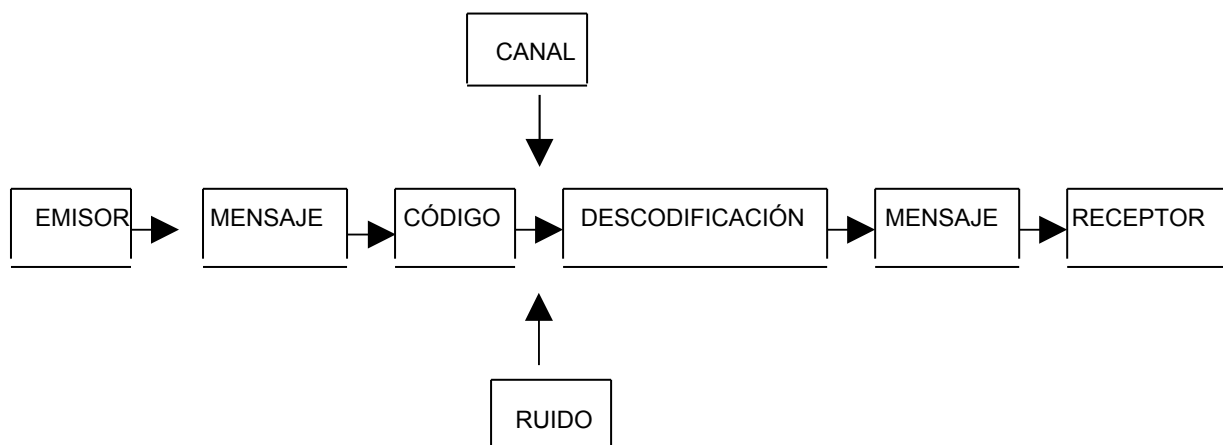 CANAL
EMISOR MENSAJE CÓDIGO DESCODIFICACIÓN MENSAJE RECEPTOR
RUIDO